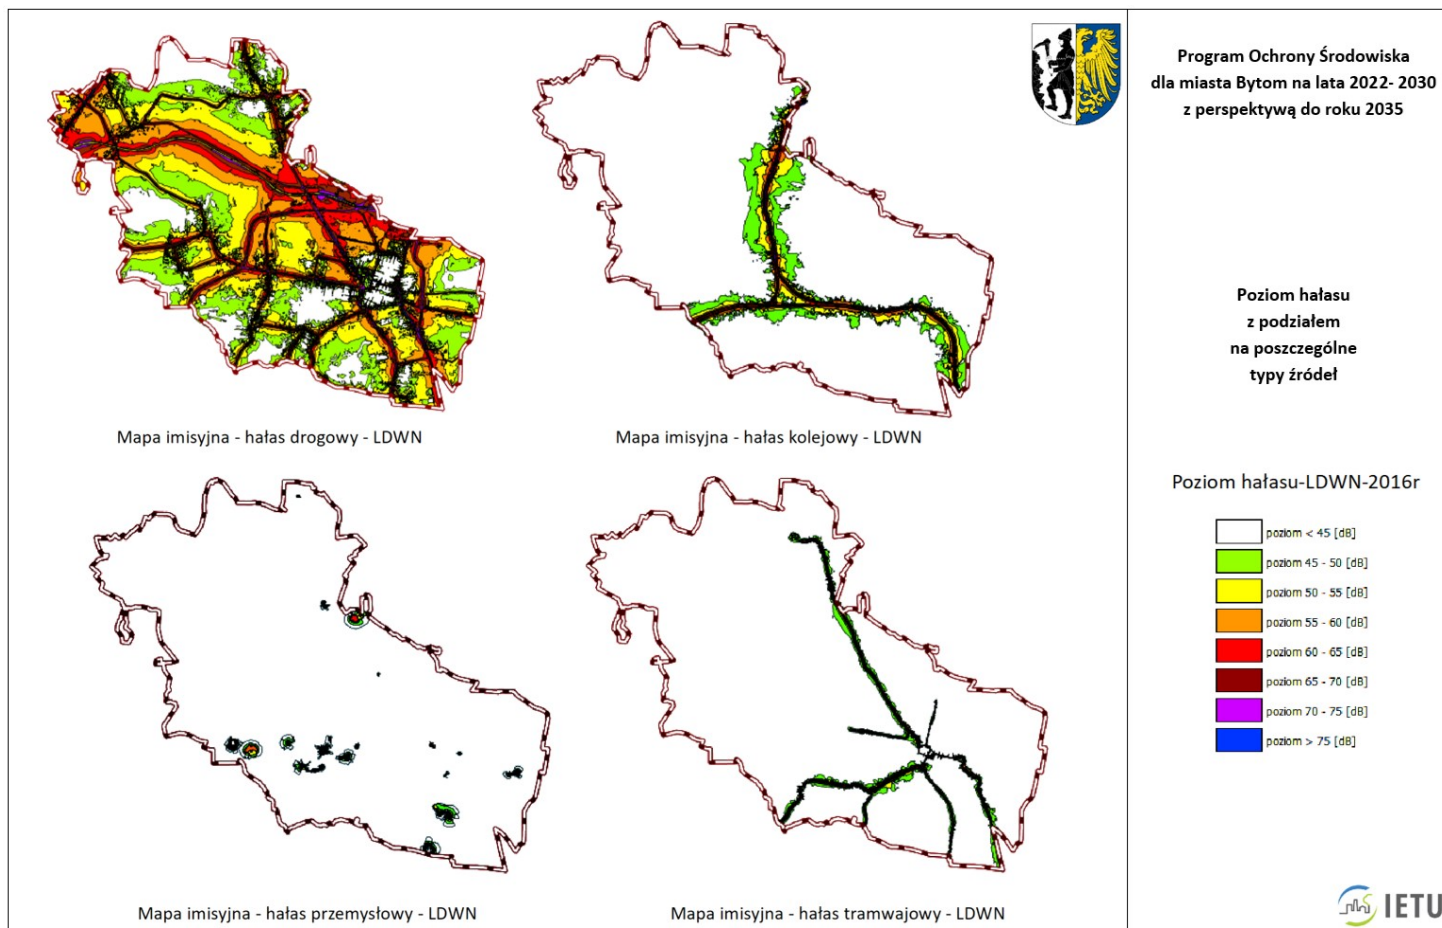 Program Ochrony Środowiska
dla miasta Bytom na lata 2022- 2030
z perspektywą do roku 2035
Poziom hałasu
z podziałem
na poszczególne
typy źródeł
Mapa imisyjna - hałas drogowy - LDWN
Mapa imisyjna - hałas kolejowy - LDWN
Mapa imisyjna - hałas przemysłowy - LDWN
Mapa imisyjna - hałas tramwajowy - LDWN
Poziom hałasu-LDWN-2016r
poziom < 45 [dB]
poziom 45 - 50 [dB]
poziom 50 - 55 [dB]
poziom 55 - 60 [dB]
poziom 60 - 65 [dB]
poziom 65 - 70 [dB]
poziom 70 - 75 [dB]
poziom > 75 [dB]
IETU